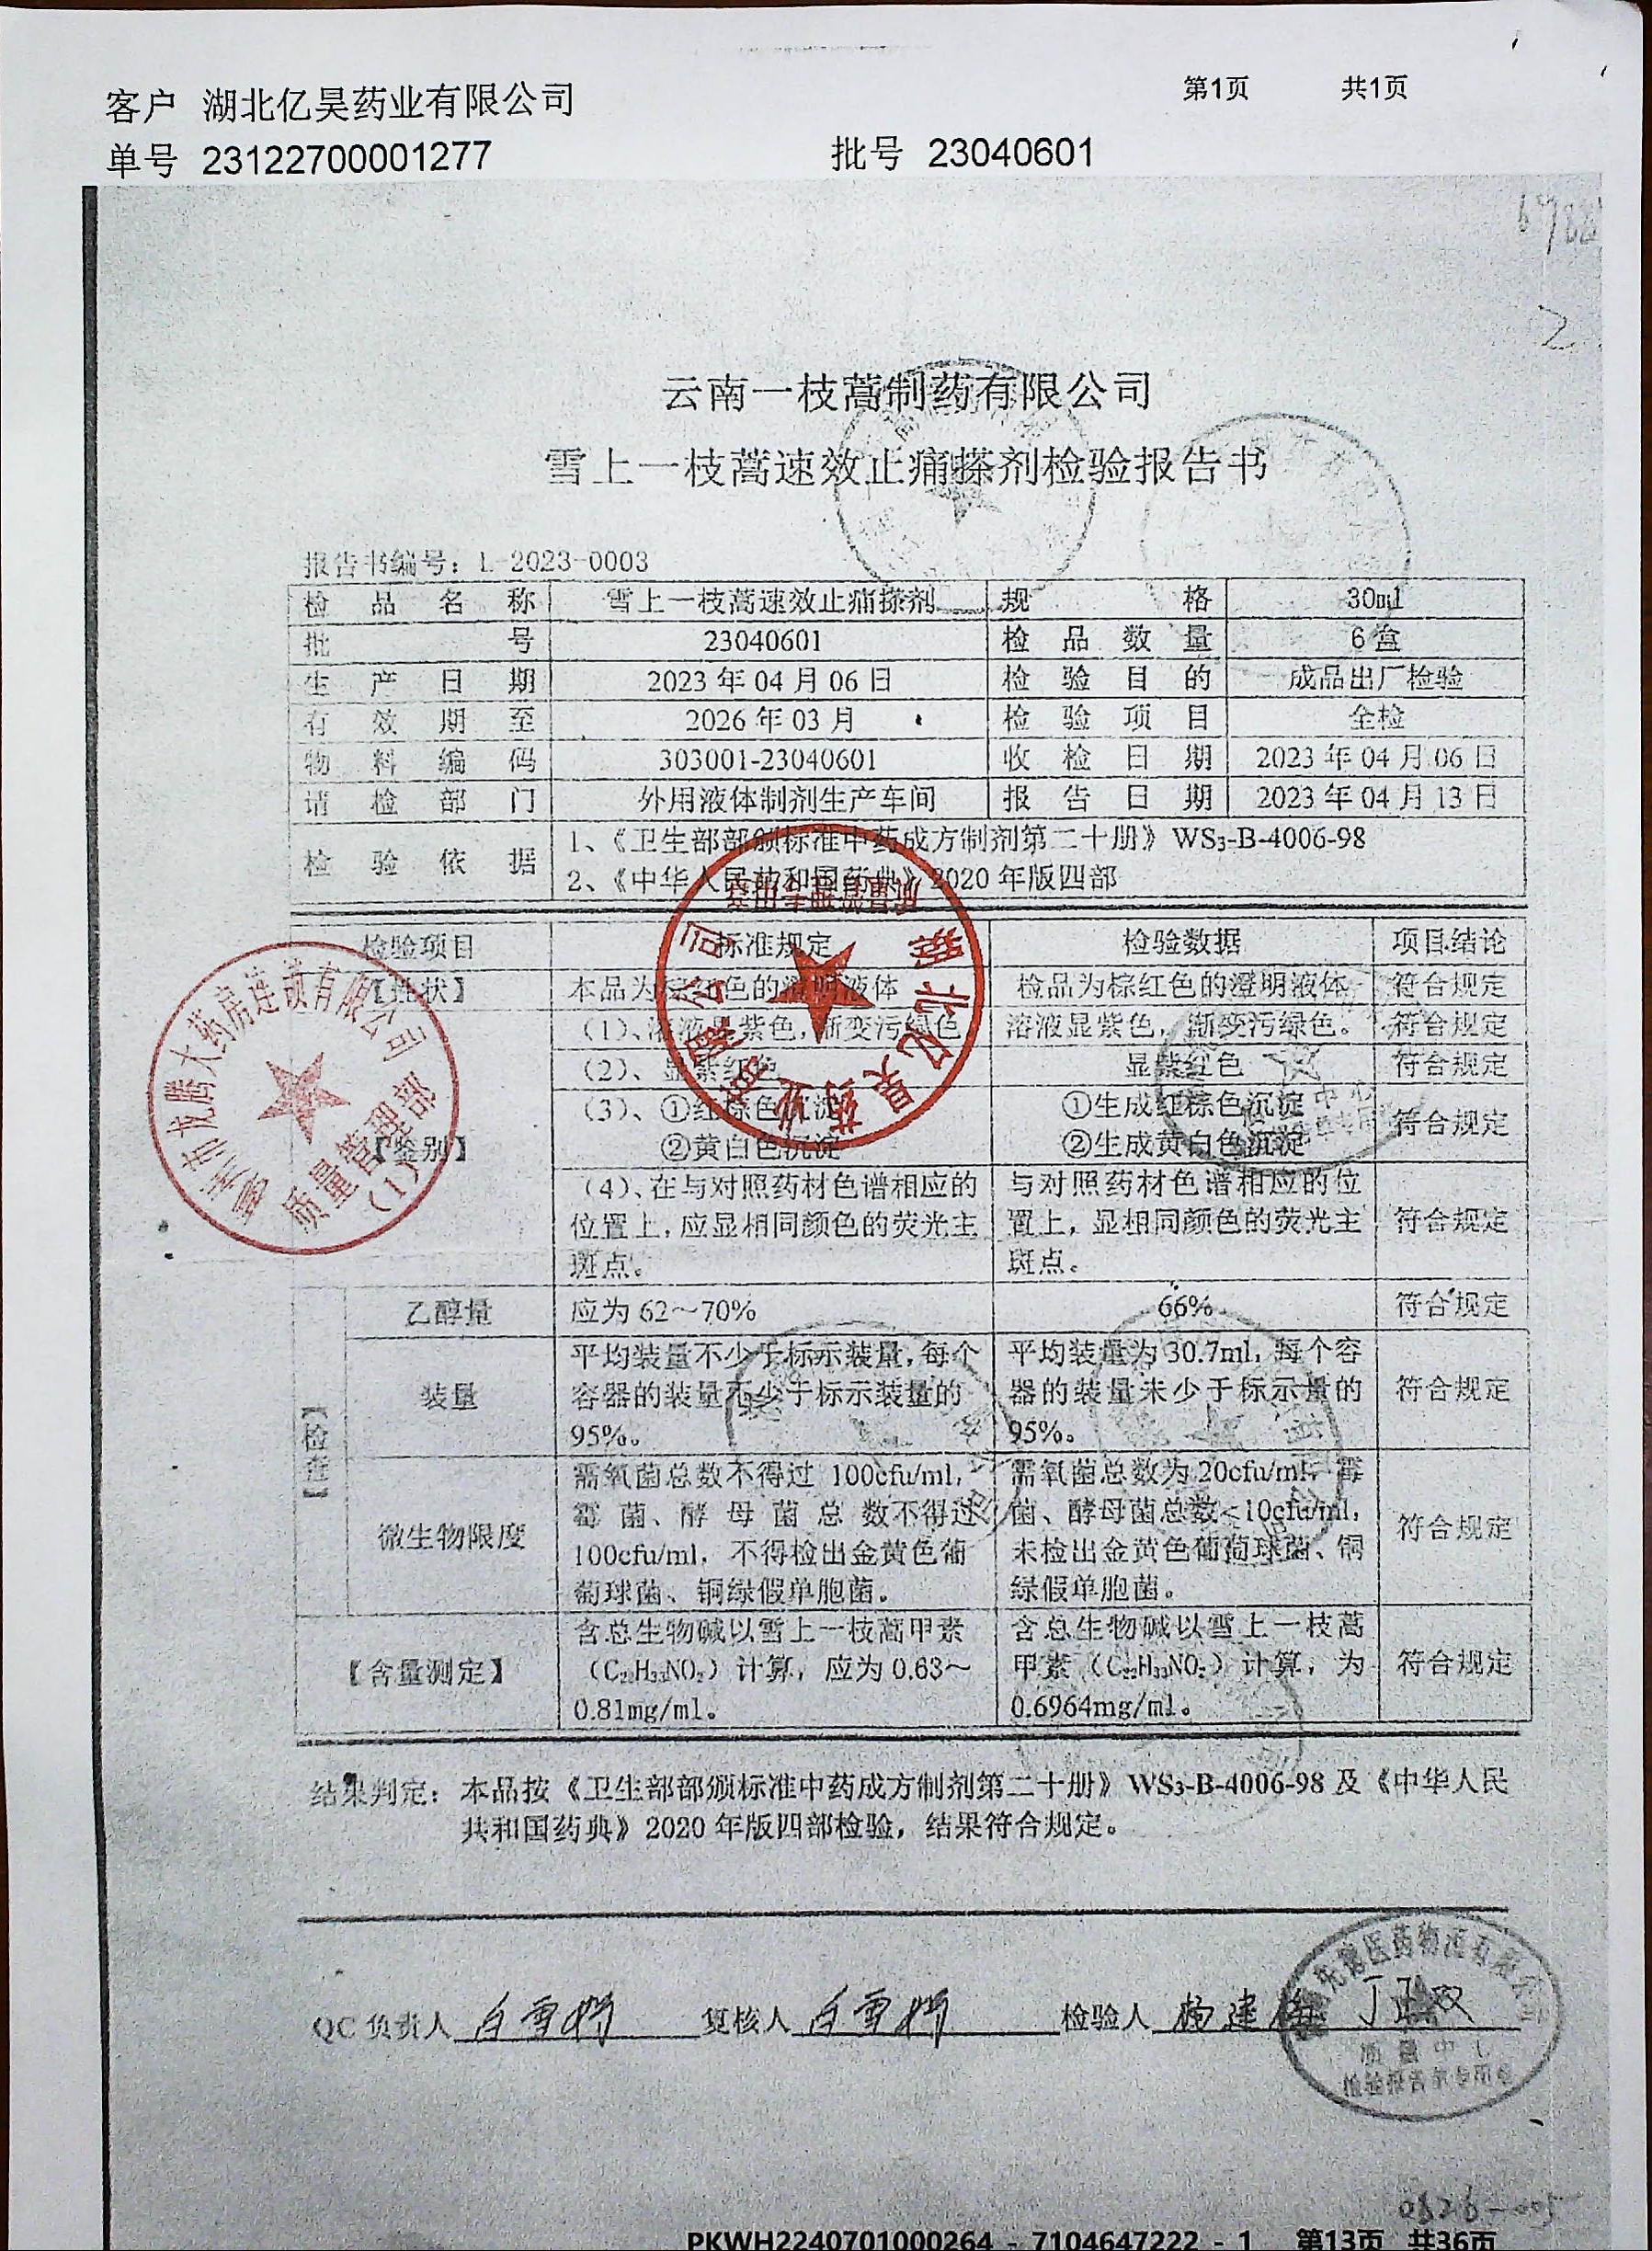 第1页 共1页
客户 湖北亿昊药业有限公司
单号 23122700001277 批号 23040601
云南一枝蒿制药有限公司
雪上一枝蒿速效止痛搽剂检验报告书
报告书编号：L-2023-0003
检品名称 雪上一枝蒿速效止痛搽剂 规格 30ml
批号 23040601 检品数量 6盒
生产日期 2023年04月06日 检验目的 成品出厂检验
有效期至 2026年03月 检验项目 全检
物料编码 303001-23040601 收检日期 2023年04月06日
请检部门 外用液体制剂生产车间 报告日期 2023年04月13日
检验依据 1、《卫生部部颁标准中药成方制剂第二十册》WS₃-B-4006-98
2、《中华人民共和国药典》2020年版四部
检验项目 标准规定 检验数据 项目结论
【性状】 本品为棕红色的澄明液体 检品为棕红色的澄明液体 符合规定
【鉴别】 （1）、溶液显紫色，渐变污绿色 溶液显紫色，渐变污绿色。 符合规定
（2）、显紫红色 显紫红色 符合规定
（3）、①红棕色沉淀 ①生成红棕色沉淀 符合规定
②黄白色沉淀 ②生成黄白色沉淀
（4）、在与对照药材色谱相应的 与对照药材色谱相应的位
位置上，应显相同颜色的荧光主 置上，显相同颜色的荧光主 符合规定
斑点。 斑点。
【检查】 乙醇量 应为62～70% 66% 符合规定
平均装量不少于标示装量，每个 平均装量为30.7ml，每个容
装量 容器的装量不少于标示装量的 器的装量未少于标示量的 符合规定
95%。 95%。
需氧菌总数不得过100cfu/ml， 需氧菌总数为20cfu/ml，霉
霉菌、酵母菌总数不得过 菌、酵母菌总数<10cfu/ml，
微生物限度 100cfu/ml，不得检出金黄色葡 未检出金黄色葡萄球菌、铜 符合规定
萄球菌、铜绿假单胞菌。 绿假单胞菌。
含总生物碱以雪上一枝蒿甲素 含总生物碱以雪上一枝蒿
【含量测定】 （C₂₂H₃₃NO₂）计算，应为0.63～ 甲素（C₂₂H₃₃NO₂）计算，为 符合规定
0.81mg/ml。 0.6964mg/ml。
结果判定：本品按《卫生部部颁标准中药成方制剂第二十册》WS₃-B-4006-98及《中华人民
共和国药典》2020年版四部检验，结果符合规定。
QC负责人 复核人 检验人
龙腾大药房连锁有限公司
质量管理部
（1）
湖北亿昊药业有限公司
医药物流有限公司
质量中心
PKWH2240701000264 - 7104647222 - 1 第13页 共36页